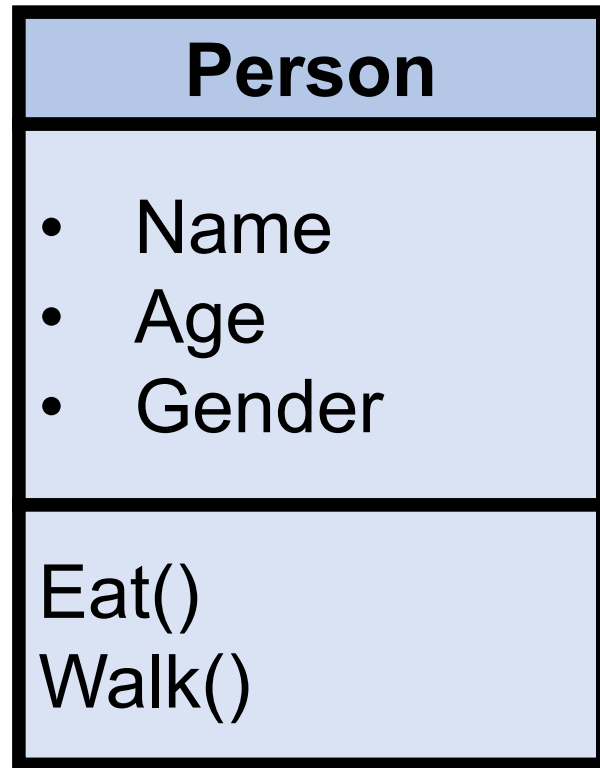 Person
• Name
• Age
• Gender
Eat()
Walk()